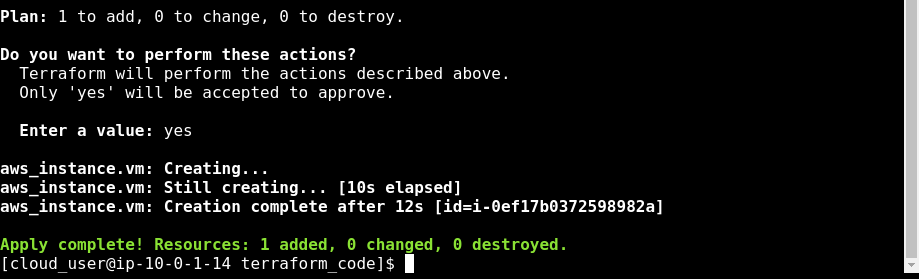 Plan: 1 to add, 0 to change, 0 to destroy.
Do you want to perform these actions?
Terraform will perform the actions described above.
Only 'yes' will be accepted to approve.
Enter a value: yes
aws_instance.vm: Creating...
aws_instance.vm: Still creating... [10s elapsed]
aws_instance.vm: Creation complete after 12s [id=i-0ef17b0372598982a]
Apply complete! Resources: 1 added, 0 changed, 0 destroyed.
[cloud_user@ip-10-0-1-14 terraform_code]$